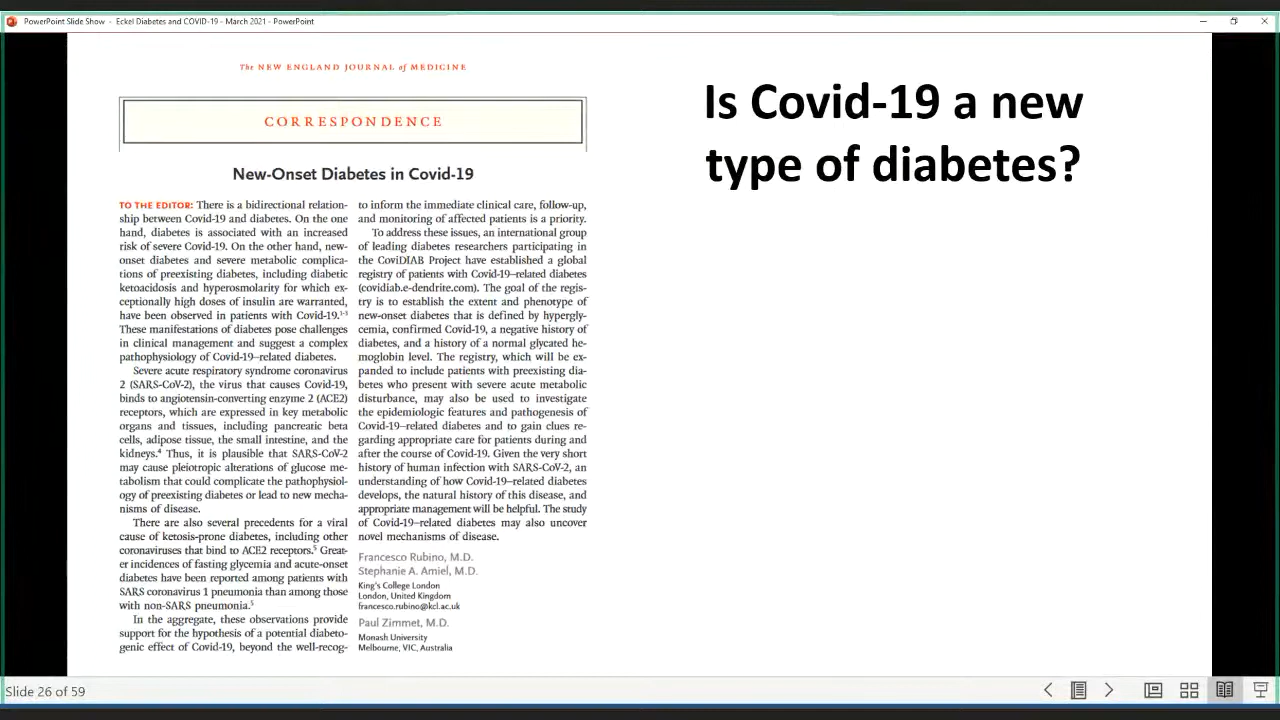 PowerPoint Slide Show - Eckel Diabetes and COVID-19 - March 2021 - PowerPoint
The NEW ENGLAND JOURNAL of MEDICINE
CORRESPONDENCE
New-Onset Diabetes in Covid-19
TO THE EDITOR: There is a bidirectional relation-
ship between Covid-19 and diabetes. On the one
hand, diabetes is associated with an increased
risk of severe Covid-19. On the other hand, new-
onset diabetes and severe metabolic complica-
tions of preexisting diabetes, including diabetic
ketoacidosis and hyperosmolarity for which ex-
ceptionally high doses of insulin are warranted,
have been observed in patients with Covid-19.1-3
These manifestations of diabetes pose challenges
in clinical management and suggest a complex
pathophysiology of Covid-19–related diabetes.
Severe acute respiratory syndrome coronavirus
2 (SARS-CoV-2), the virus that causes Covid-19,
binds to angiotensin-converting enzyme 2 (ACE2)
receptors, which are expressed in key metabolic
organs and tissues, including pancreatic beta
cells, adipose tissue, the small intestine, and the
kidneys.4 Thus, it is plausible that SARS-CoV-2
may cause pleiotropic alterations of glucose me-
tabolism that could complicate the pathophysiol-
ogy of preexisting diabetes or lead to new mecha-
nisms of disease.
There are also several precedents for a viral
cause of ketosis-prone diabetes, including other
coronaviruses that bind to ACE2 receptors.5 Great-
er incidences of fasting glycemia and acute-onset
diabetes have been reported among patients with
SARS coronavirus 1 pneumonia than among those
with non-SARS pneumonia.5
In the aggregate, these observations provide
support for the hypothesis of a potential diabeto-
genic effect of Covid-19, beyond the well-recog-
to inform the immediate clinical care, follow-up,
and monitoring of affected patients is a priority.
To address these issues, an international group
of leading diabetes researchers participating in
the CoviDIAB Project have established a global
registry of patients with Covid-19–related diabetes
(covidiab.e-dendrite.com). The goal of the regis-
try is to establish the extent and phenotype of
new-onset diabetes that is defined by hypergly-
cemia, confirmed Covid-19, a negative history of
diabetes, and a history of a normal glycated he-
moglobin level. The registry, which will be ex-
panded to include patients with preexisting dia-
betes who present with severe acute metabolic
disturbance, may also be used to investigate
the epidemiologic features and pathogenesis of
Covid-19–related diabetes and to gain clues re-
garding appropriate care for patients during and
after the course of Covid-19. Given the very short
history of human infection with SARS-CoV-2, an
understanding of how Covid-19–related diabetes
develops, the natural history of this disease, and
appropriate management will be helpful. The study
of Covid-19–related diabetes may also uncover
novel mechanisms of disease.
Francesco Rubino, M.D.
Stephanie A. Amiel, M.D.
King's College London
London, United Kingdom
francesco.rubino@kcl.ac.uk
Paul Zimmet, M.D.
Monash University
Melbourne, VIC, Australia
Is Covid-19 a new
type of diabetes?
Slide 26 of 59